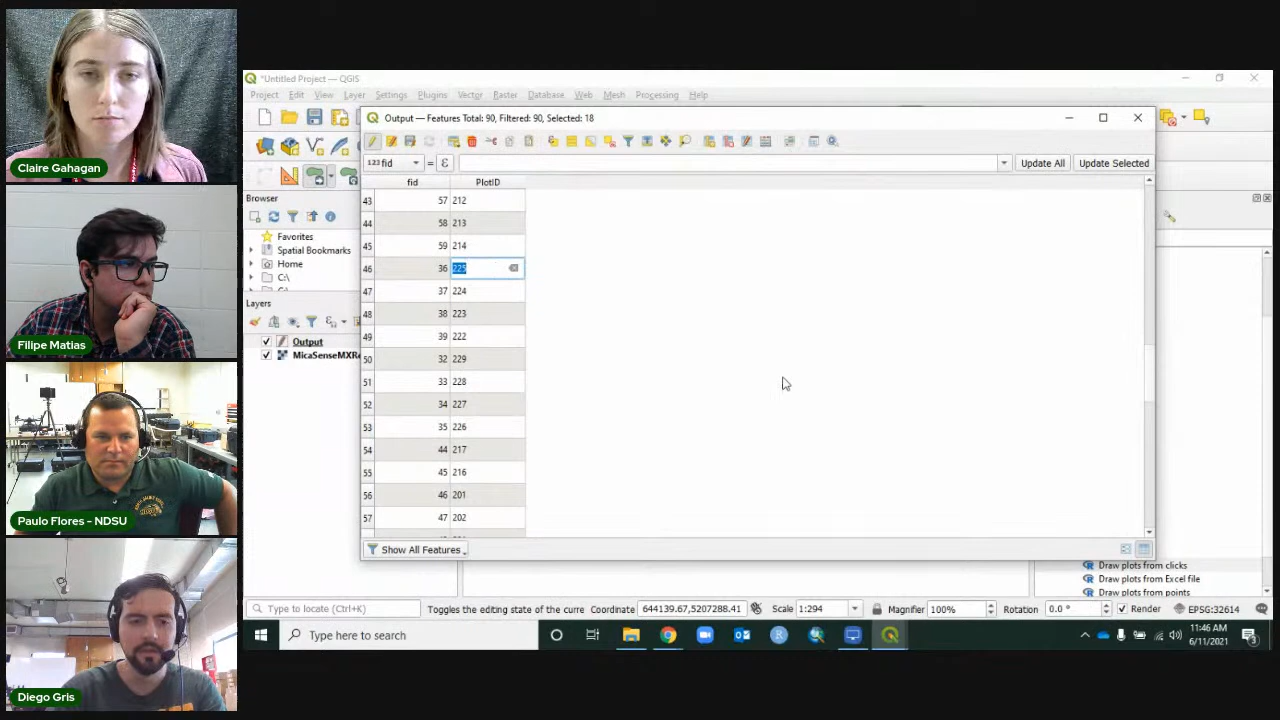 Claire Gahagan
Filipe Matias
Paulo Flores - NDSU
Diego Gris
*Untitled Project — QGIS
Project Edit View Layer Settings Plugins Vector Raster Database Web Mesh Processing Help
Output — Features Total: 90, Filtered: 90, Selected: 18
123 fid = ε Update All Update Selected
fid PlotID
43 57 212
44 58 213
45 59 214
46 36 225
47 37 224
48 38 223
49 39 222
50 32 229
51 33 228
52 34 227
53 35 226
54 44 217
55 45 216
56 46 201
57 47 202
Show All Features
Browser
Favorites
Spatial Bookmarks
Home
C:\
Layers
Output
MicaSenseMXRe
Draw plots from clicks
Draw plots from Excel file
Draw plots from points
Type to locate (Ctrl+K) Toggles the editing state of the curre Coordinate 644139.67,5207288.41 Scale 1:294 Magnifier 100% Rotation 0.0 ° Render EPSG:32614
Type here to search
11:46 AM
6/11/2021
3